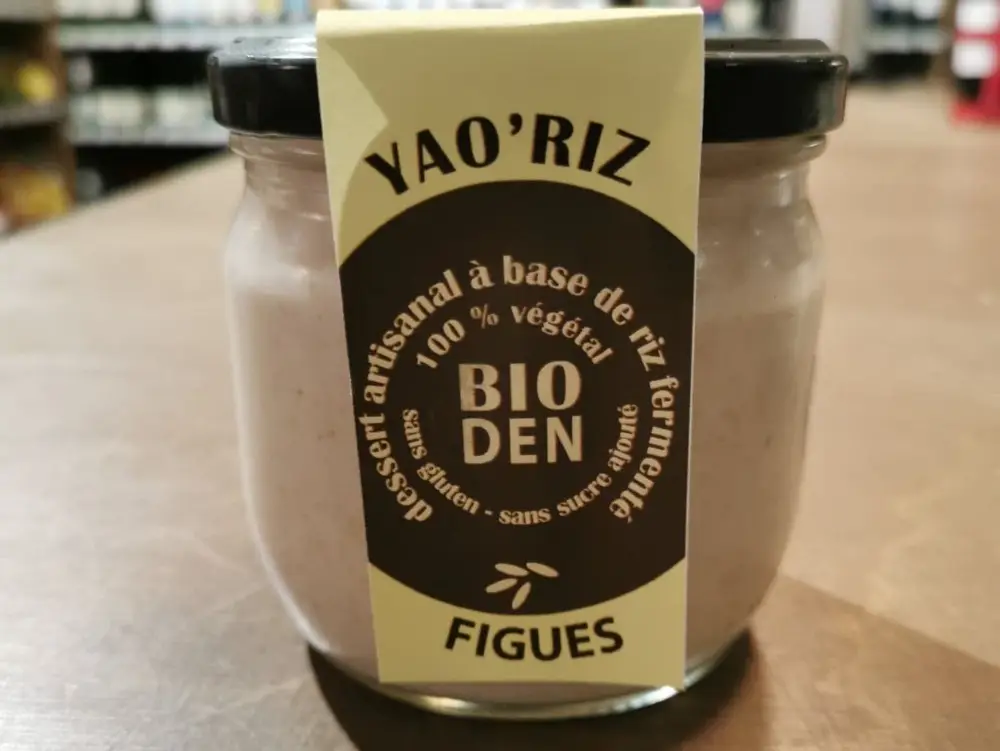 YAO'RIZ
dessert artisanal à base de riz fermenté
100 % végétal
BIO
DEN
sans gluten - sans sucre ajouté
FIGUES